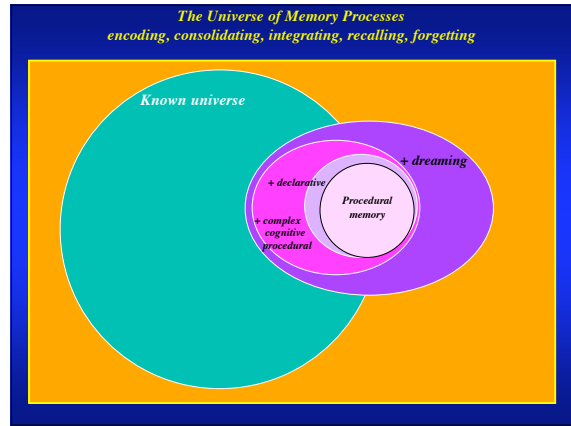 The Universe of Memory Processes
encoding, consolidating, integrating, recalling, forgetting
Known universe
+ dreaming
+ declarative
Procedural
memory
+ complex
cognitive
procedural